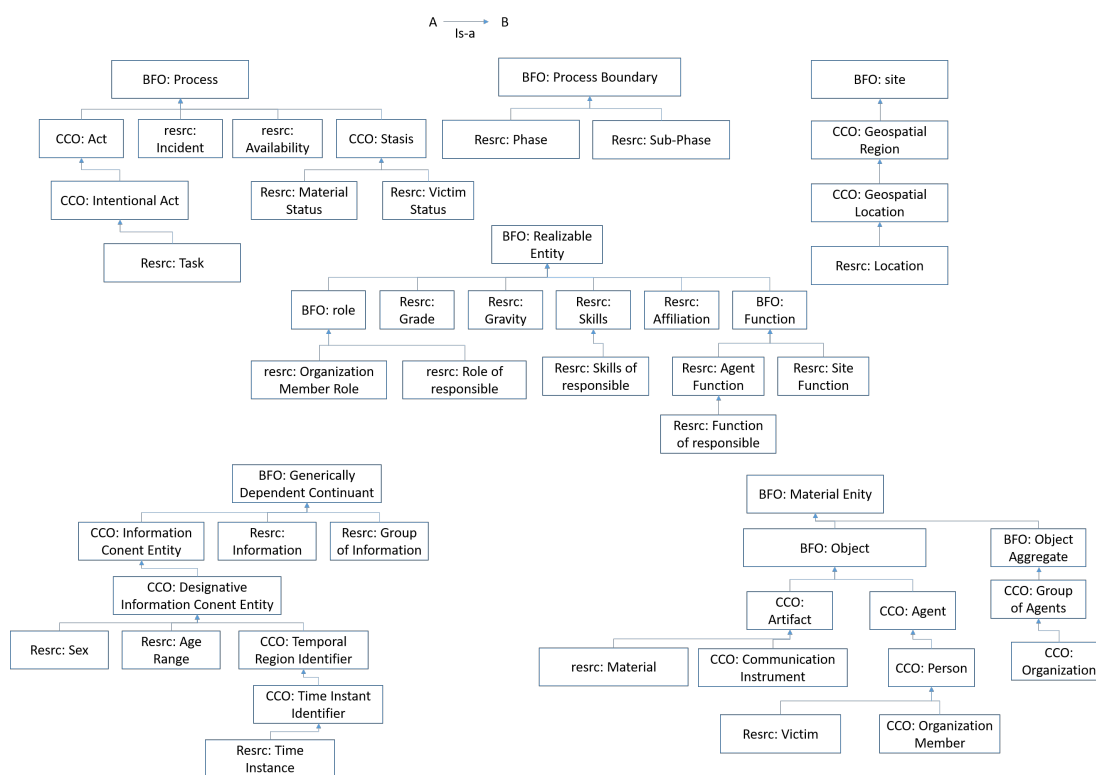 A B
Is-a
BFO: Process
BFO: Process Boundary
BFO: site
CCO: Act
resrc:
Incident
resrc:
Availability
CCO: Stasis
Resrc: Phase
Resrc: Sub-Phase
CCO: Geospatial
Region
CCO: Intentional Act
Resrc: Material
Status
Resrc: Victim
Status
CCO: Geospatial
Location
Resrc: Task
BFO: Realizable
Entity
Resrc: Location
BFO: role
Resrc:
Grade
Resrc:
Gravity
Resrc:
Skills
Resrc:
Affiliation
BFO:
Function
resrc: Organization
Member Role
resrc: Role of
responsible
Resrc: Skills of
responsible
Resrc: Agent
Function
Resrc: Site
Function
Resrc: Function
of responsible
BFO: Generically
Dependent Continuant
CCO: Information
Conent Entity
Resrc:
Information
Resrc: Group
of Information
CCO: Designative
Information Conent Entity
Resrc: Sex
Resrc: Age
Range
CCO: Temporal
Region Identifier
CCO: Time Instant
Identifier
Resrc: Time
Instance
BFO: Material Enity
BFO: Object
BFO: Object
Aggregate
CCO:
Artifact
CCO: Agent
CCO: Group
of Agents
resrc: Material
CCO: Communication
Instrument
CCO: Person
CCO:
Organization
Resrc: Victim
CCO: Organization
Member